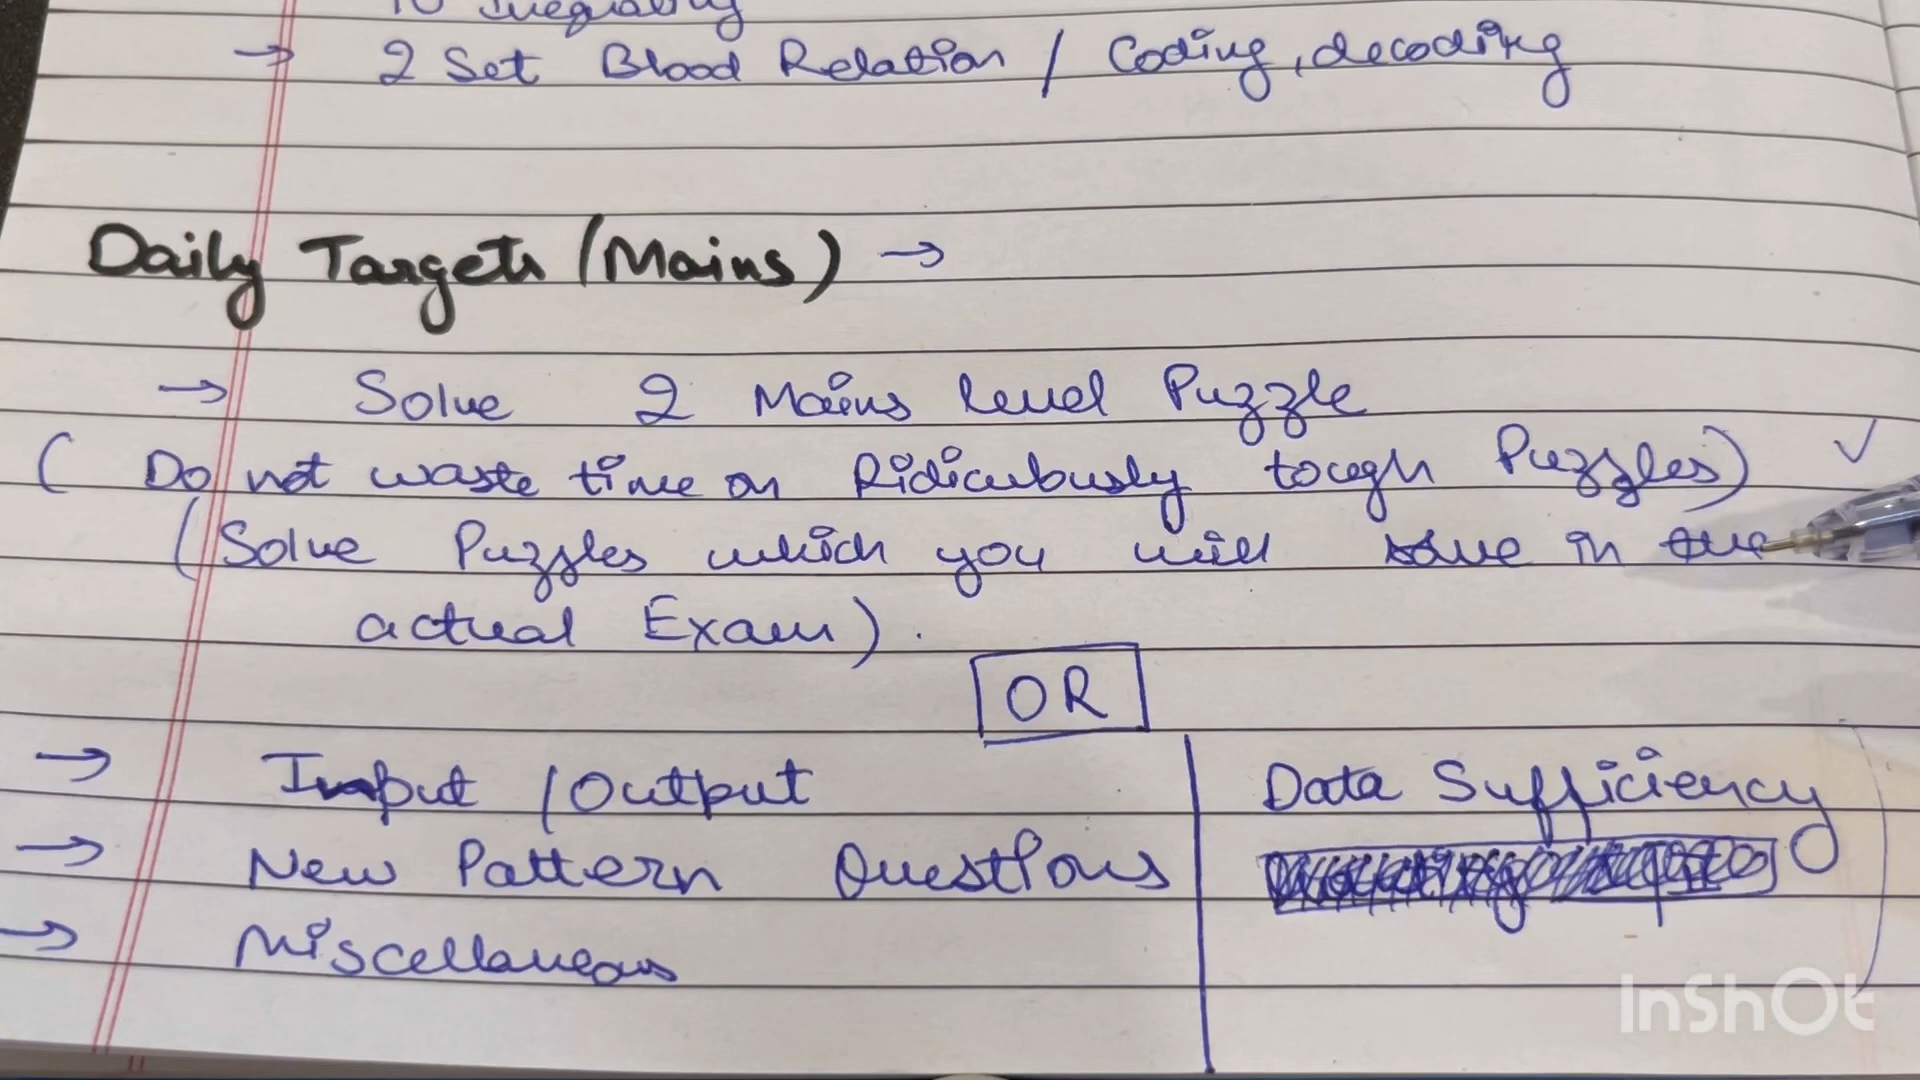 10 Inequality
→ 2 Set Blood Relation / Coding, decoding
Daily Targets (Mains) →
→ Solve 2 Mains level Puzzle
( Do not waste time on Ridiculously tough Puzzles) ✓
(Solve Puzzles which you will solve in the
actual Exam).
OR
→ Input / Output
Data Sufficiency
→ New Pattern Questions
→ Miscellaneous
InShOt